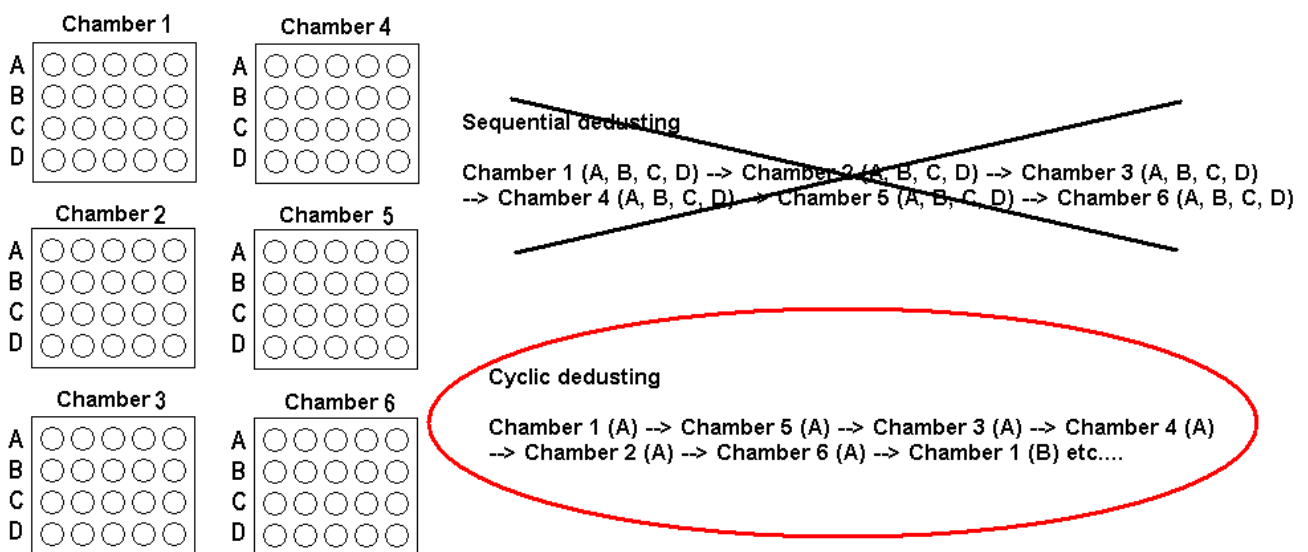 Chamber 1
A
B
C
D
Chamber 4
A
B
C
D
Chamber 2
A
B
C
D
Chamber 5
A
B
C
D
Chamber 3
A
B
C
D
Chamber 6
A
B
C
D
Sequential dedusting
Chamber 1 (A, B, C, D) --> Chamber 2 (A, B, C, D) --> Chamber 3 (A, B, C, D)
--> Chamber 4 (A, B, C, D) --> Chamber 5 (A, B, C, D) --> Chamber 6 (A, B, C, D)
Cyclic dedusting
Chamber 1 (A) --> Chamber 5 (A) --> Chamber 3 (A) --> Chamber 4 (A)
--> Chamber 2 (A) --> Chamber 6 (A) --> Chamber 1 (B) etc....